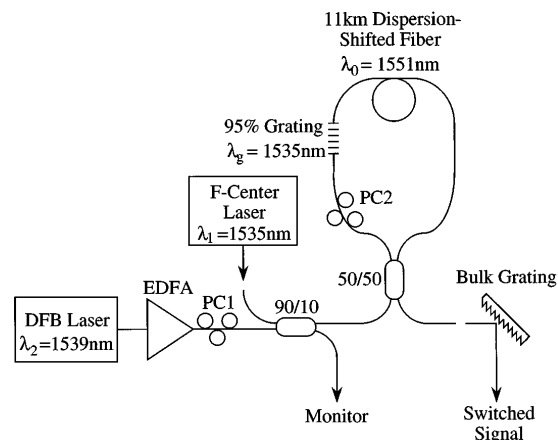 11km Dispersion-
Shifted Fiber
λ₀ = 1551nm
95% Grating
λg = 1535nm
PC2
F-Center
Laser
λ₁ =1535nm
50/50
Bulk Grating
EDFA
PC1
90/10
DFB Laser
λ₂ =1539nm
Monitor
Switched
Signal